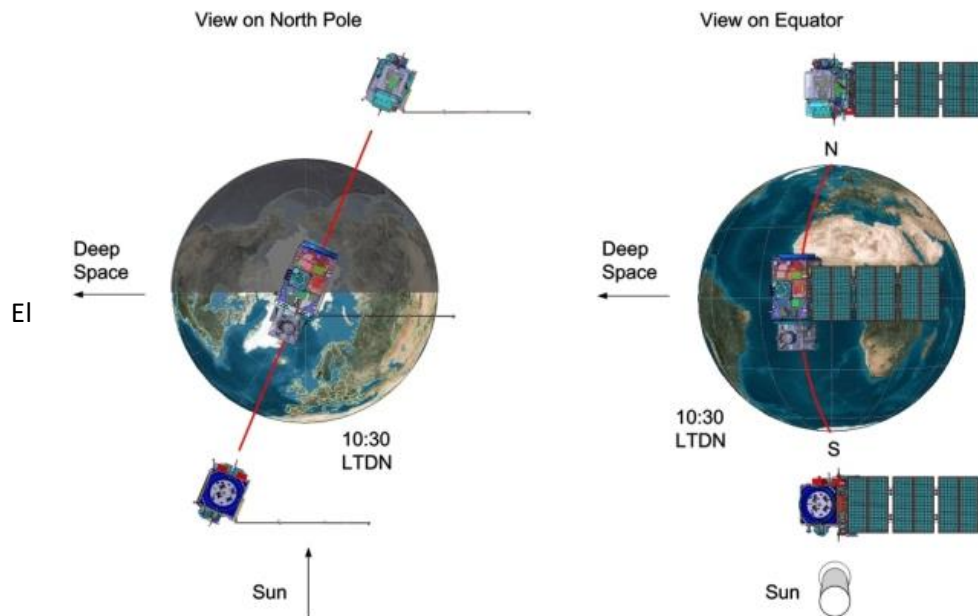 View on North Pole
View on Equator
N
Deep
Space
Deep
Space
El
10:30
LTDN
10:30
LTDN
S
Sun
Sun